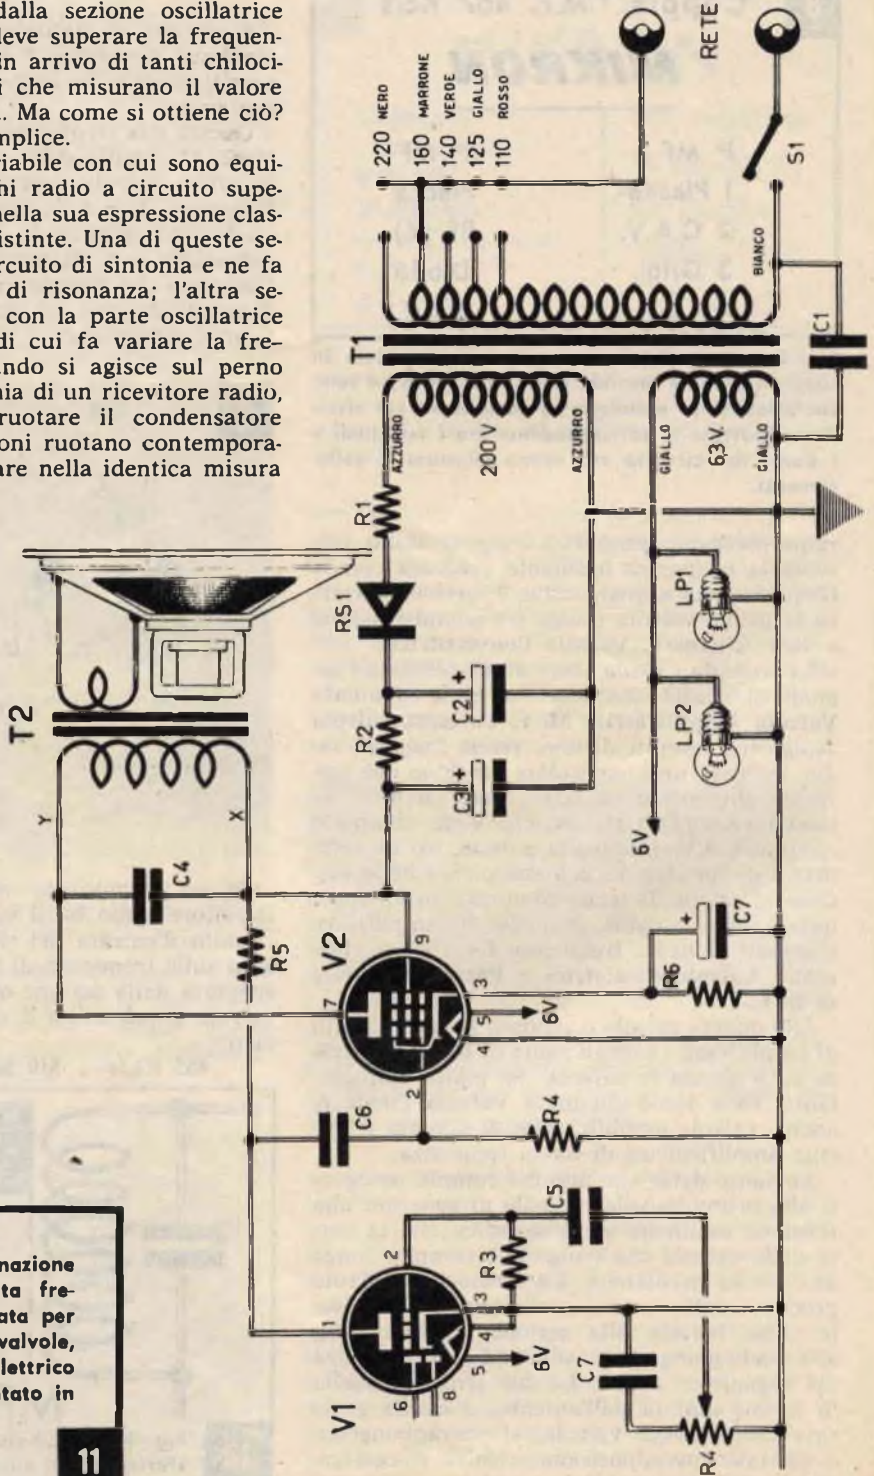 dalla sezione oscillatrice
deve superare la frequen-
in arrivo di tanti chiloci-
i che misurano il valore
. Ma come si ottiene ciò?
nplice.
riabile con cui sono equi-
hi radio a circuito supe-
nella sua espressione clas-
istinte. Una di queste se-
rcuito di sintonia e ne fa
di risonanza; l'altra se-
con la parte oscillatrice
di cui fa variare la fre-
ando si agisce sul perno
nia di un ricevitore radio,
ruotare il condensatore
oni ruotano contempora-
are nella identica misura
RETE
S1
220 NERO
160 MARRONE
140 VERDE
125 GIALLO
110 ROSSO
BIANCO
T1
C1
AZZURRO
200 V
AZZURRO
GIALLO
6,3 V
GIALLO
R1
RS1
C2 +
R2
C3 +
LP1
LP2
6V
T2
Y
X
C4
R5
V2
7
9
2
3
5
4
6V
R6
+
C7
C6
R4
V1
1
2
3
4
5
6
8
6V
R3
C5
C7
R4
nazione
ta fre-
ata per
valvole,
lettrico
ntato in
11